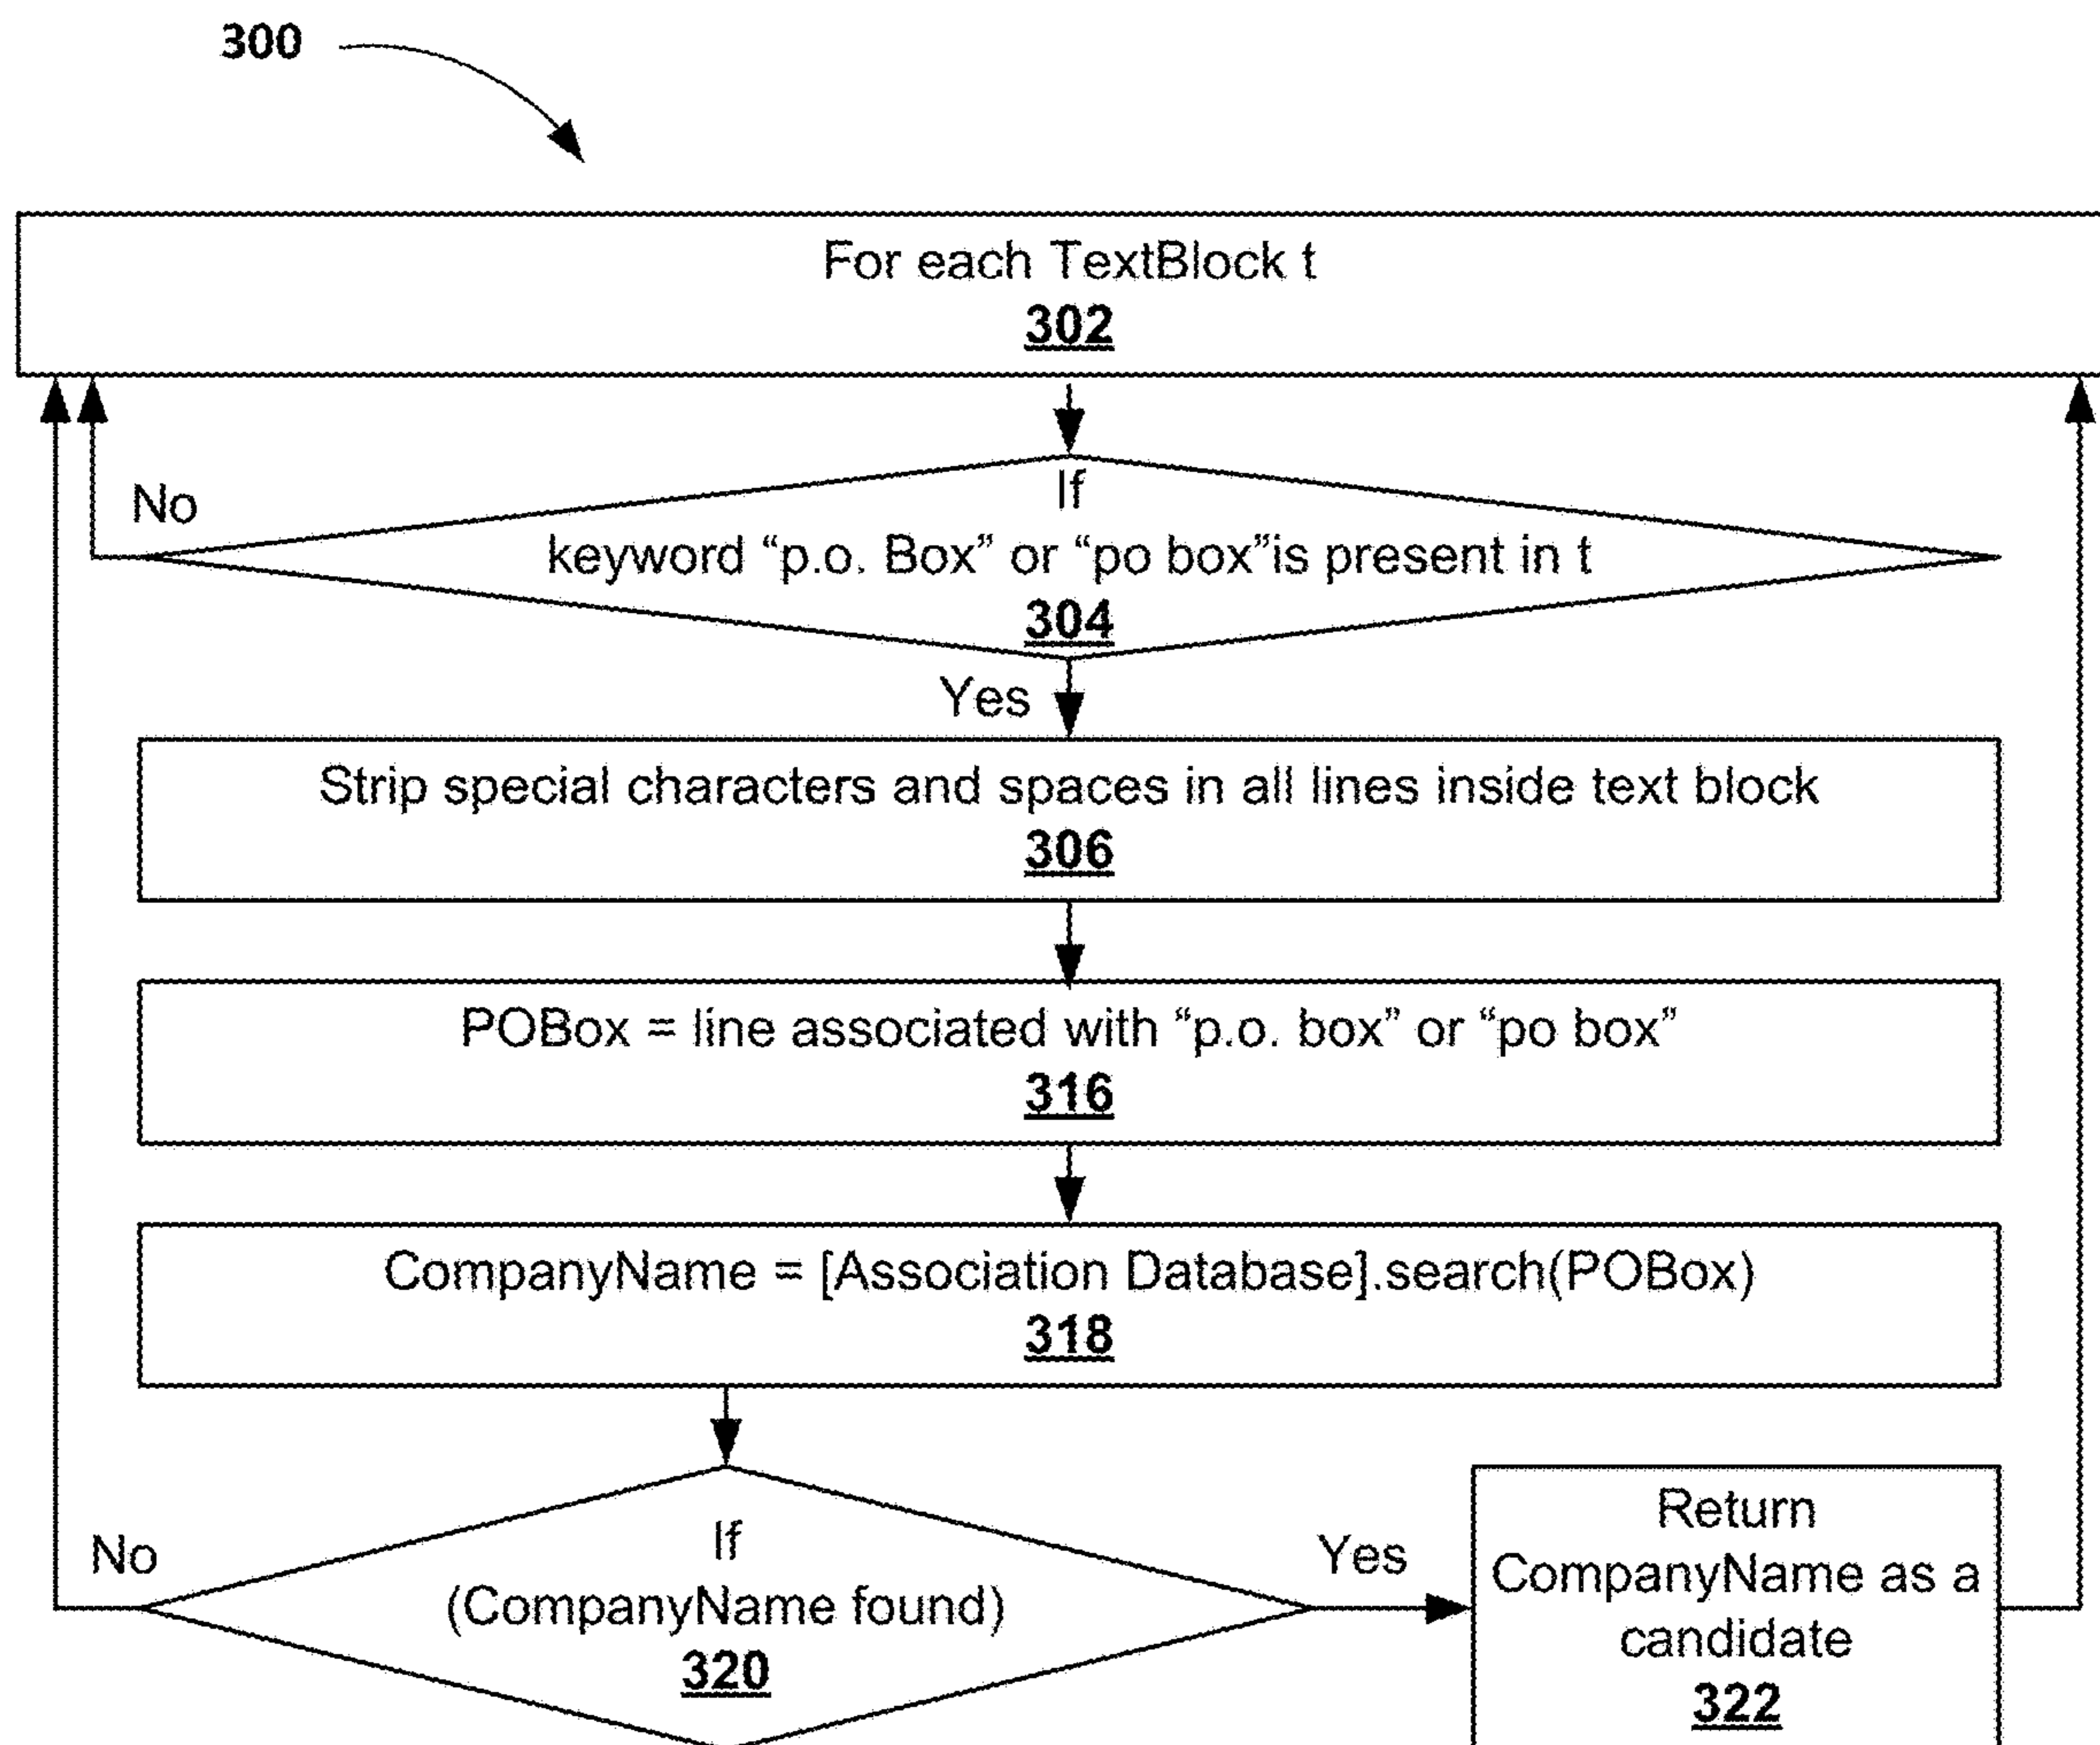 300
For each TextBlock t
302
If
No
keyword “p.o. Box” or “po box”is present in t
304
Yes
Strip special characters and spaces in all lines inside text block
306
POBox = line associated with “p.o. box” or “po box”
316
CompanyName = [Association Database].search(POBox)
318
If
(CompanyName found)
320
No
Yes
Return
CompanyName as a
candidate
322